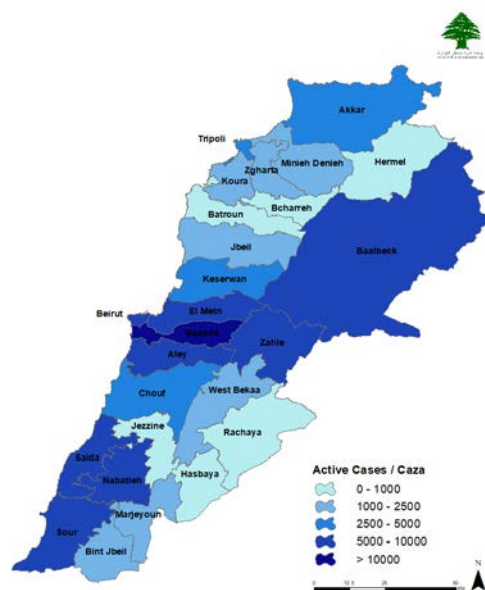 Akkar
Tripoli
Hermel
Zgharta
Minieh Denieh
Koura
Bcharreh
Batroun
Jbeil
Baalbeck
Keserwan
El Metn
Beirut
Baabda
Zahle
Aley
West Bekaa
Chouf
Jezzine
Rachaya
Saida
Hasbaya
Nabatieh
Marjeyoun
Sour
Bint Jbeil
Active Cases / Caza
0 - 1000
1000 - 2500
2500 - 5000
5000 - 10000
> 10000
N